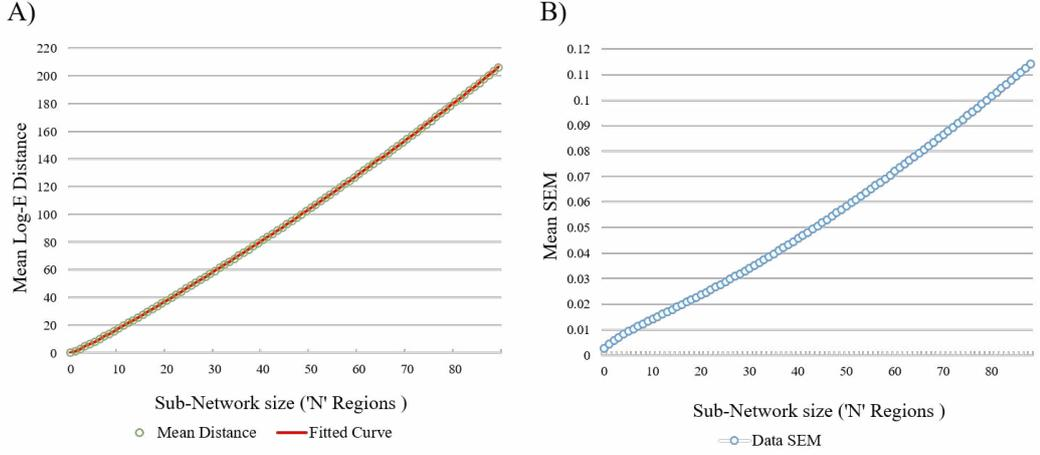 A)
220
200
180
160
140
120
100
80
60
40
20
0
Mean Log-E Distance
0 10 20 30 40 50 60 70 80
Sub-Network size ('N' Regions )
Mean Distance Fitted Curve
B)
0.12
0.11
0.1
0.09
0.08
0.07
0.06
0.05
0.04
0.03
0.02
0.01
0
Mean SEM
0 10 20 30 40 50 60 70 80
Sub-Network size ('N' Regions )
Data SEM